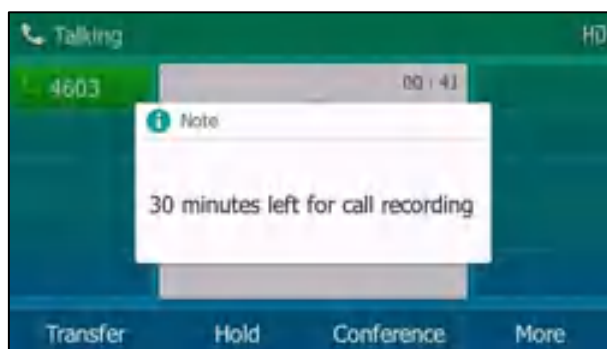 Talking HD
4603
00:41
Note
30 minutes left for call recording
Transfer Hold Conference More